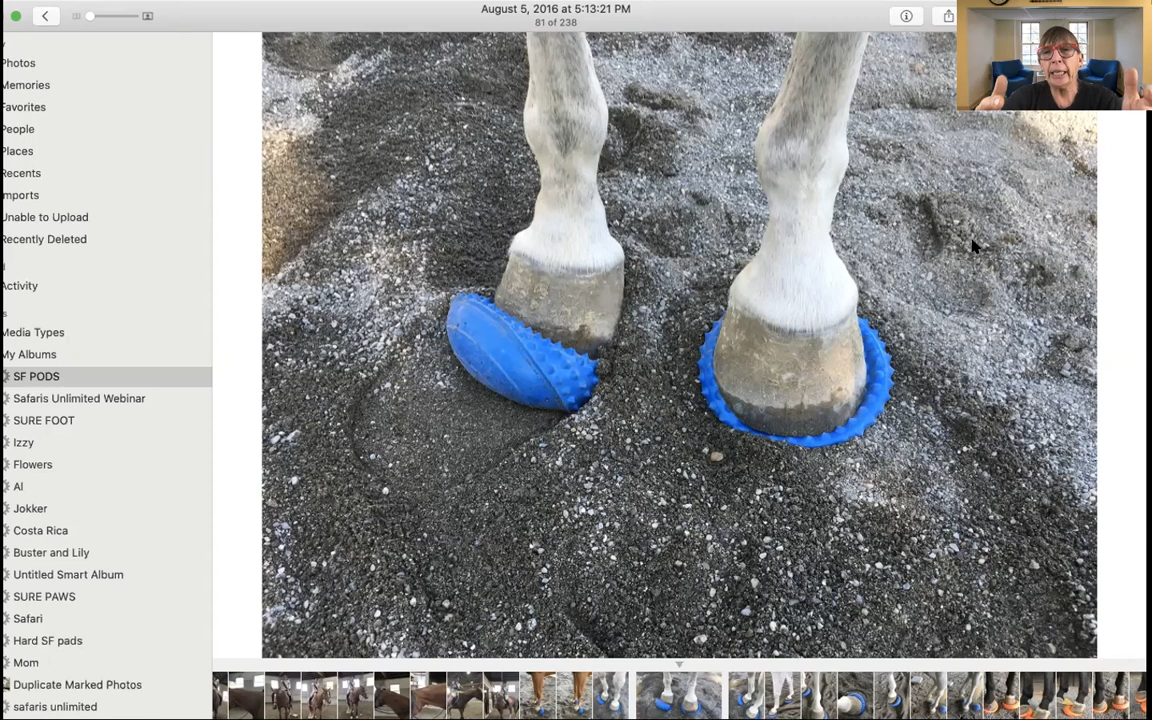 August 5, 2016 at 5:13:21 PM
81 of 238
Photos
Memories
Favorites
People
Places
Recents
mports
Unable to Upload
Recently Deleted
Activity
Media Types
My Albums
SF PODS
Safaris Unlimited Webinar
SURE FOOT
Izzy
Flowers
Al
Jokker
Costa Rica
Buster and Lily
Untitled Smart Album
SURE PAWS
Safari
Hard SF pads
Mom
Duplicate Marked Photos
safaris unlimited